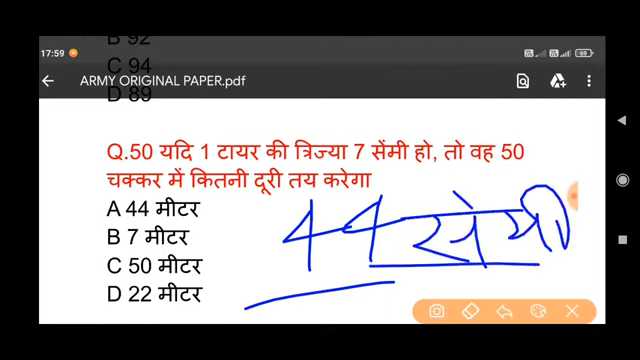 B 92
17:59
69
C 94
ARMY ORIGINAL PAPER.pdf
D 89
Q.50 यदि 1 टायर की त्रिज्या 7 सेंमी हो, तो वह 50
चक्कर में कितनी दूरी तय करेगा
A 44 मीटर
B 7 मीटर
C 50 मीटर
D 22 मीटर
44 सेमी